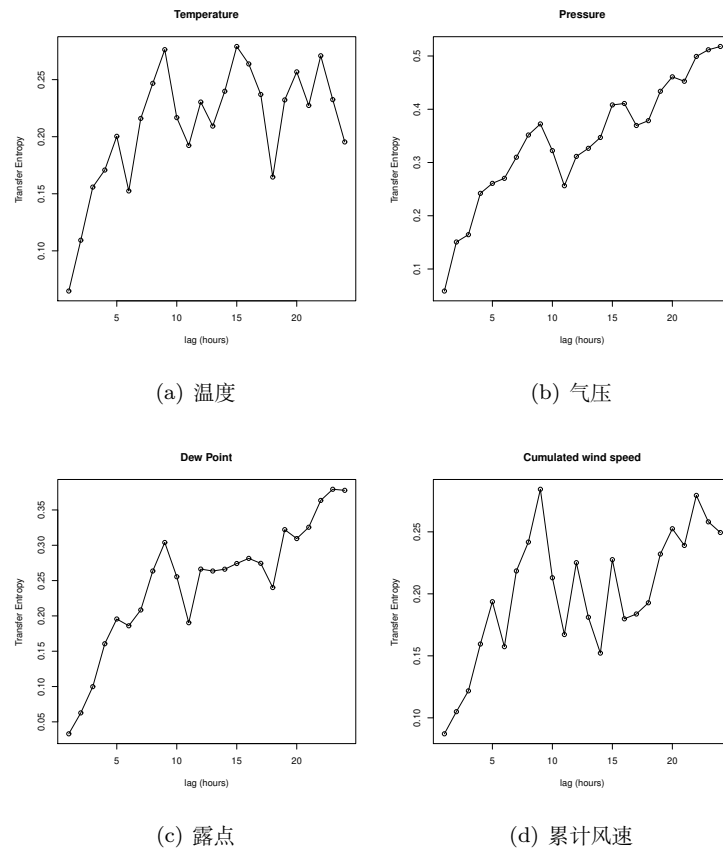 Temperature
Transfer Entropy
0.10 0.15 0.20 0.25
5 10 15 20
lag (hours)
(a) 温度
Pressure
Transfer Entropy
0.1 0.2 0.3 0.4 0.5
5 10 15 20
lag (hours)
(b) 气压
Dew Point
Transfer Entropy
0.05 0.10 0.15 0.20 0.25 0.30 0.35
5 10 15 20
lag (hours)
(c) 露点
Cumulated wind speed
Transfer Entropy
0.10 0.15 0.20 0.25
5 10 15 20
lag (hours)
(d) 累计风速